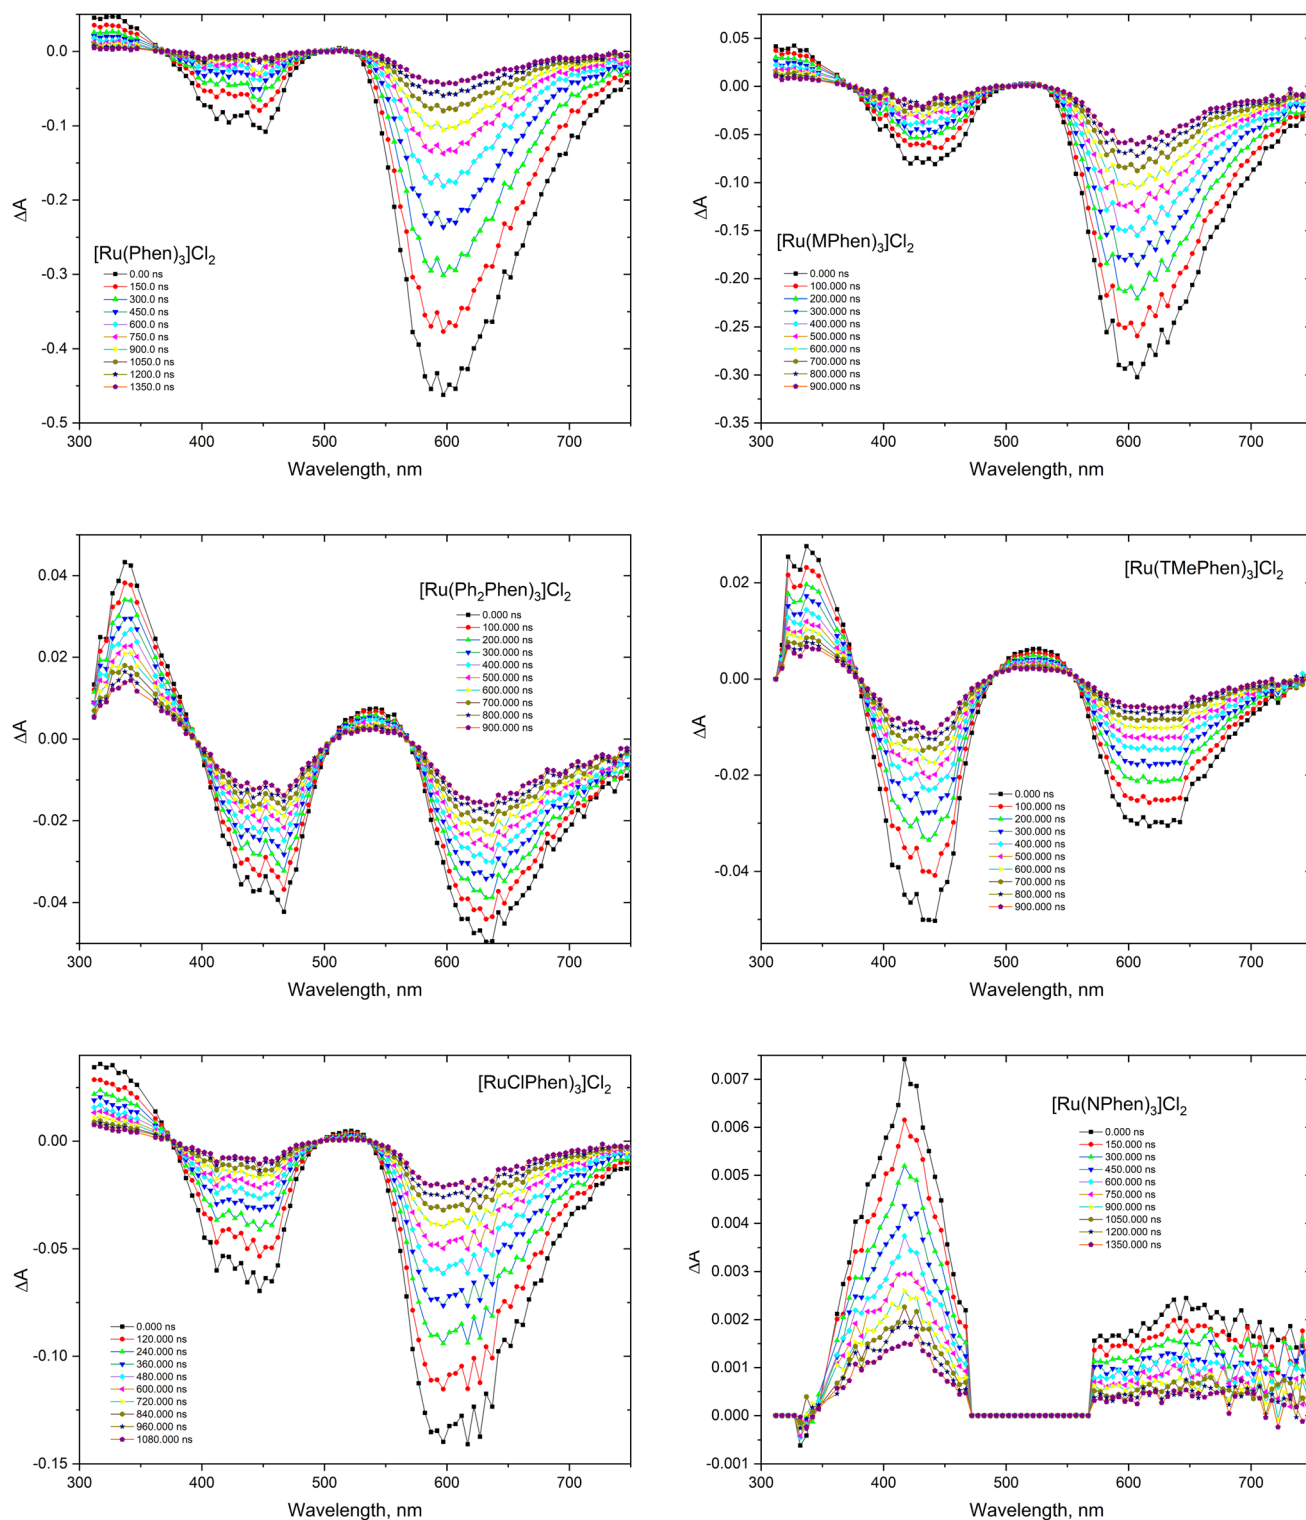 0.0
-0.1
-0.2
-0.3
-0.4
-0.5
ΔA
[Ru(Phen)₃]Cl₂
0.00 ns
150.0 ns
300.0 ns
450.0 ns
600.0 ns
750.0 ns
900.0 ns
1050.0 ns
1200.0 ns
1350.0 ns
300 400 500 600 700
Wavelength, nm
0.05
0.00
-0.05
-0.10
-0.15
-0.20
-0.25
-0.30
-0.35
ΔA
[Ru(MPhen)₃]Cl₂
0.000 ns
100.000 ns
200.000 ns
300.000 ns
400.000 ns
500.000 ns
600.000 ns
700.000 ns
800.000 ns
900.000 ns
300 400 500 600 700
Wavelength, nm
0.04
0.02
0.00
-0.02
-0.04
ΔA
[Ru(Ph₂Phen)₃]Cl₂
0.000 ns
100.000 ns
200.000 ns
300.000 ns
400.000 ns
500.000 ns
600.000 ns
700.000 ns
800.000 ns
900.000 ns
300 400 500 600 700
Wavelength, nm
0.02
0.00
-0.02
-0.04
ΔA
[Ru(TMePhen)₃]Cl₂
0.000 ns
100.000 ns
200.000 ns
300.000 ns
400.000 ns
500.000 ns
600.000 ns
700.000 ns
800.000 ns
900.000 ns
300 400 500 600 700
Wavelength, nm
0.00
-0.05
-0.10
-0.15
ΔA
[RuClPhen)₃]Cl₂
0.000 ns
120.000 ns
240.000 ns
360.000 ns
480.000 ns
600.000 ns
720.000 ns
840.000 ns
960.000 ns
1080.000 ns
300 400 500 600 700
Wavelength, nm
0.007
0.006
0.005
0.004
0.003
0.002
0.001
0.000
-0.001
ΔA
[Ru(NPhen)₃]Cl₂
0.000 ns
150.000 ns
300.000 ns
450.000 ns
600.000 ns
750.000 ns
900.000 ns
1050.000 ns
1200.000 ns
1350.000 ns
300 400 500 600 700
Wavelength, nm